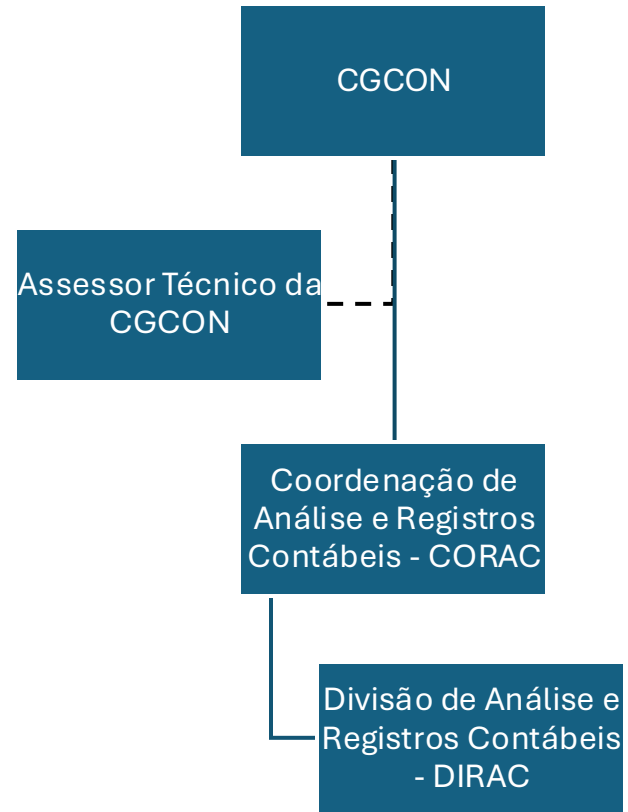 CGCON
Assessor Técnico da
CGCON
Coordenação de
Análise e Registros
Contábeis - CORAC
Divisão de Análise e
Registros Contábeis
- DIRAC